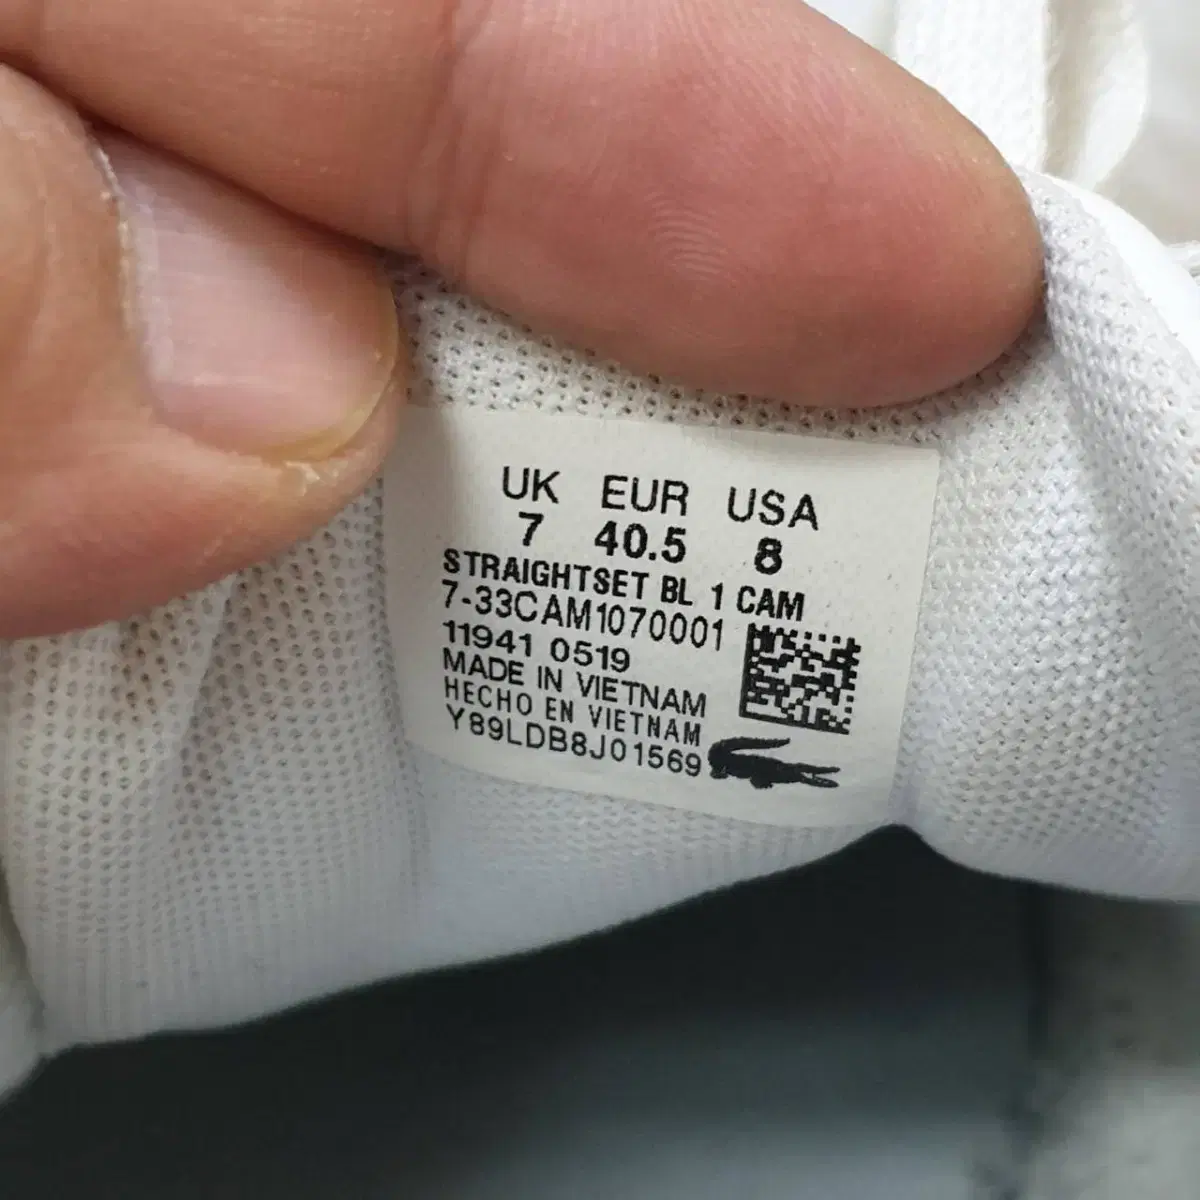 UK EUR USA
7 40.5 8
STRAIGHTSET BL 1 CAM
7-33CAM1070001
11941 0519
MADE IN VIETNAM
HECHO EN VIETNAM
Y89LDB8J01569